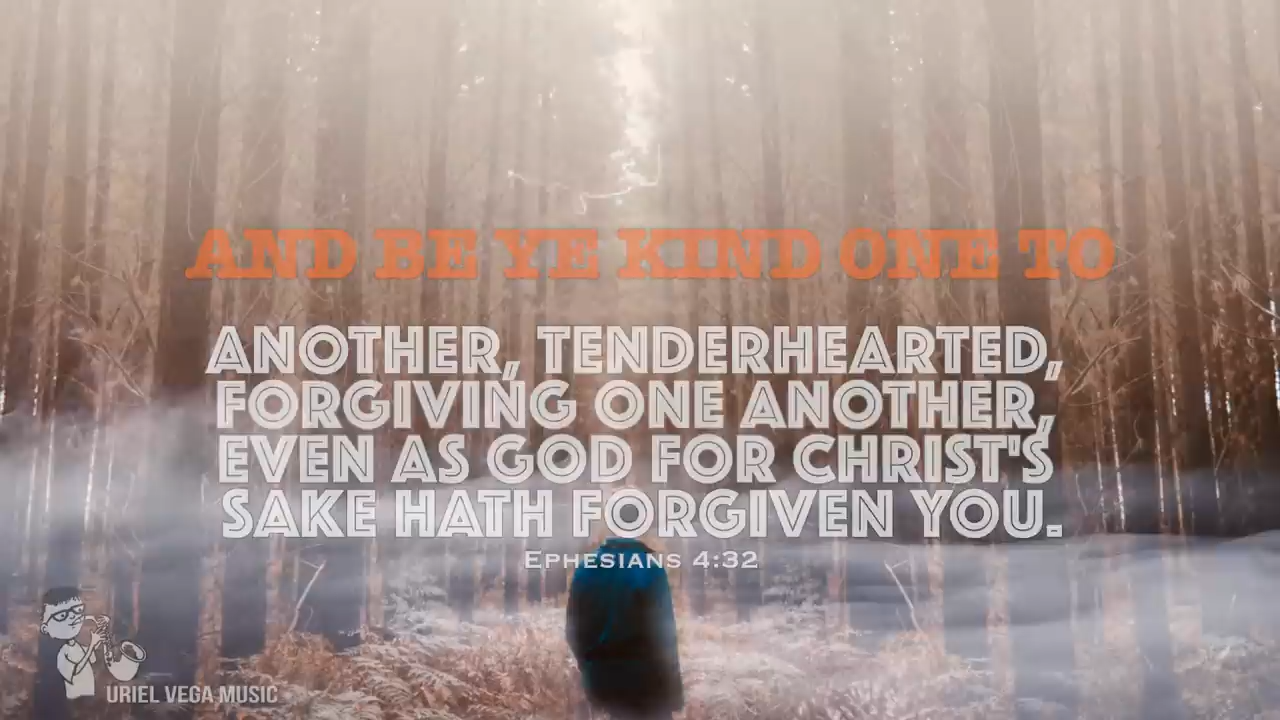 AND BE YE KIND ONE TO
ANOTHER, TENDERHEARTED,
FORGIVING ONE ANOTHER,
EVEN AS GOD FOR CHRIST'S
SAKE HATH FORGIVEN YOU.
EPHESIANS 4:32
URIEL VEGA MUSIC